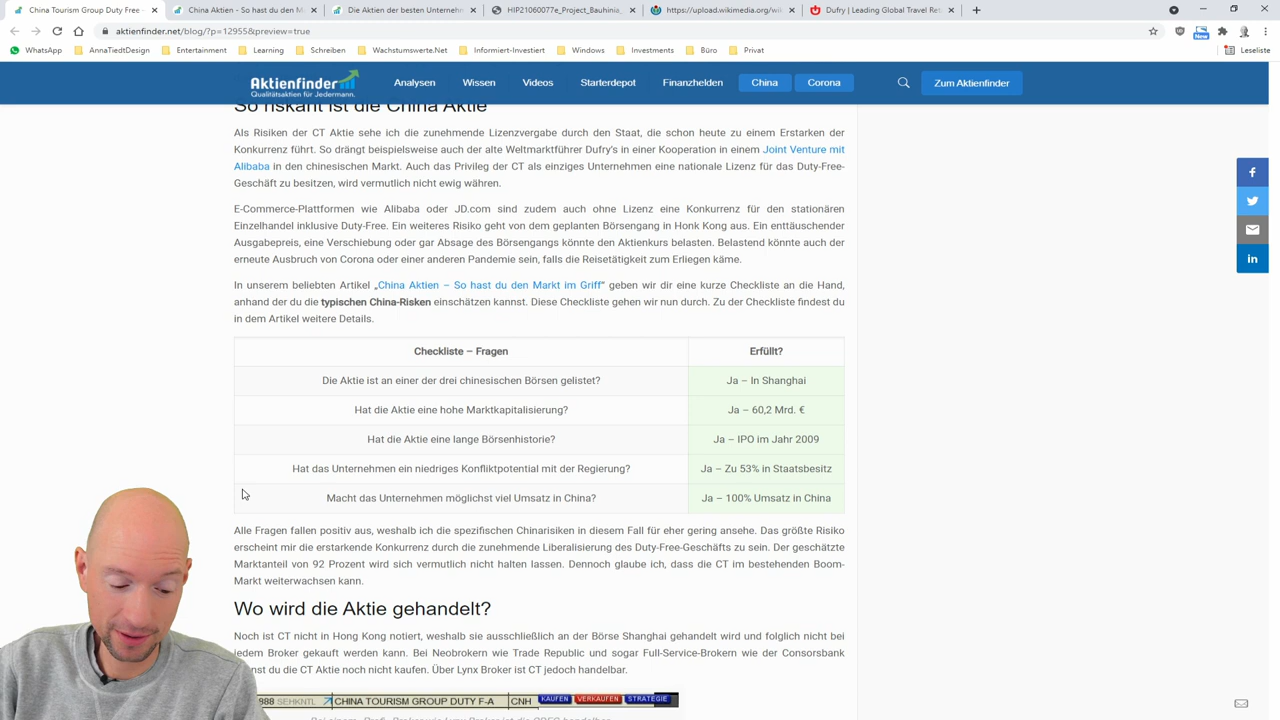 China Tourism Group Duty Free
China Aktien - So hast du den M
Die Aktien der besten Unternehm
HIP21060077e_Project_Bauhinia_
https://upload.wikimedia.org/wi
Dufry | Leading Global Travel Ret
aktienfinder.net/blog/?p=12955&preview=true
New
WhatsApp
AnnaTiedtDesign
Entertainment
Learning
Schreiben
Wachstumswerte.Net
Informiert-Investiert
Windows
Investments
Büro
Privat
Leseliste
Aktienfinder
Qualitätsaktien für Jedermann.
Analysen
Wissen
Videos
Starterdepot
Finanzhelden
China
Corona
Zum Aktienfinder
So riskant ist die China Aktie
Als Risiken der CT Aktie sehe ich die zunehmende Lizenzvergabe durch den Staat, die schon heute zu einem Erstarken der
Konkurrenz führt. So drängt beispielsweise auch der alte Weltmarktführer Dufry's in einer Kooperation in einem Joint Venture mit
Alibaba in den chinesischen Markt. Auch das Privileg der CT als einziges Unternehmen eine nationale Lizenz für das Duty-Free-
Geschäft zu besitzen, wird vermutlich nicht ewig währen.
E-Commerce-Plattformen wie Alibaba oder JD.com sind zudem auch ohne Lizenz eine Konkurrenz für den stationären
Einzelhandel inklusive Duty-Free. Ein weiteres Risiko geht von dem geplanten Börsengang in Honk Kong aus. Ein enttäuschender
Ausgabepreis, eine Verschiebung oder gar Absage des Börsengangs könnte den Aktienkurs belasten. Belastend könnte auch der
erneute Ausbruch von Corona oder einer anderen Pandemie sein, falls die Reisetätigkeit zum Erliegen käme.
In unserem beliebten Artikel „China Aktien – So hast du den Markt im Griff“ geben wir dir eine kurze Checkliste an die Hand,
anhand der du die typischen China-Risiken einschätzen kannst. Diese Checkliste gehen wir nun durch. Zu der Checkliste findest du
in dem Artikel weitere Details.
Checkliste – Fragen
Erfüllt?
Die Aktie ist an einer der drei chinesischen Börsen gelistet?
Ja – In Shanghai
Hat die Aktie eine hohe Marktkapitalisierung?
Ja – 60,2 Mrd. €
Hat die Aktie eine lange Börsenhistorie?
Ja – IPO im Jahr 2009
Hat das Unternehmen ein niedriges Konfliktpotential mit der Regierung?
Ja – Zu 53% in Staatsbesitz
Macht das Unternehmen möglichst viel Umsatz in China?
Ja – 100% Umsatz in China
Alle Fragen fallen positiv aus, weshalb ich die spezifischen Chinarisiken in diesem Fall für eher gering ansehe. Das größte Risiko
erscheint mir die erstarkende Konkurrenz durch die zunehmende Liberalisierung des Duty-Free-Geschäfts zu sein. Der geschätzte
Marktanteil von 92 Prozent wird sich vermutlich nicht halten lassen. Dennoch glaube ich, dass die CT im bestehenden Boom-
Markt weiterwachsen kann.
Wo wird die Aktie gehandelt?
Noch ist CT nicht in Hong Kong notiert, weshalb sie ausschließlich an der Börse Shanghai gehandelt wird und folglich nicht bei
jedem Broker gekauft werden kann. Bei Neobrokern wie Trade Republic und sogar Full-Service-Brokern wie der Consorsbank
nst du die CT Aktie noch nicht kaufen. Über Lynx Broker ist CT jedoch handelbar.
888 SEHKNTL
CHINA TOURISM GROUP DUTY F-A
CNH
KAUFEN
VERKAUFEN
STRATEGIE